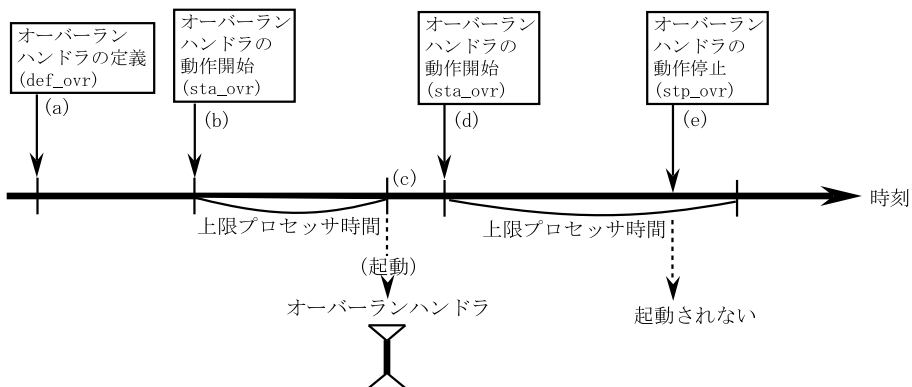 オーバーラン
ハンドラの定義
(def_ovr)
(a)
オーバーラン
ハンドラの
動作開始
(sta_ovr)
(b)
(c)
オーバーラン
ハンドラの
動作開始
(sta_ovr)
(d)
オーバーラン
ハンドラの
動作停止
(stp_ovr)
(e)
時刻
上限プロセッサ時間
上限プロセッサ時間
(起動)
オーバーランハンドラ
起動されない